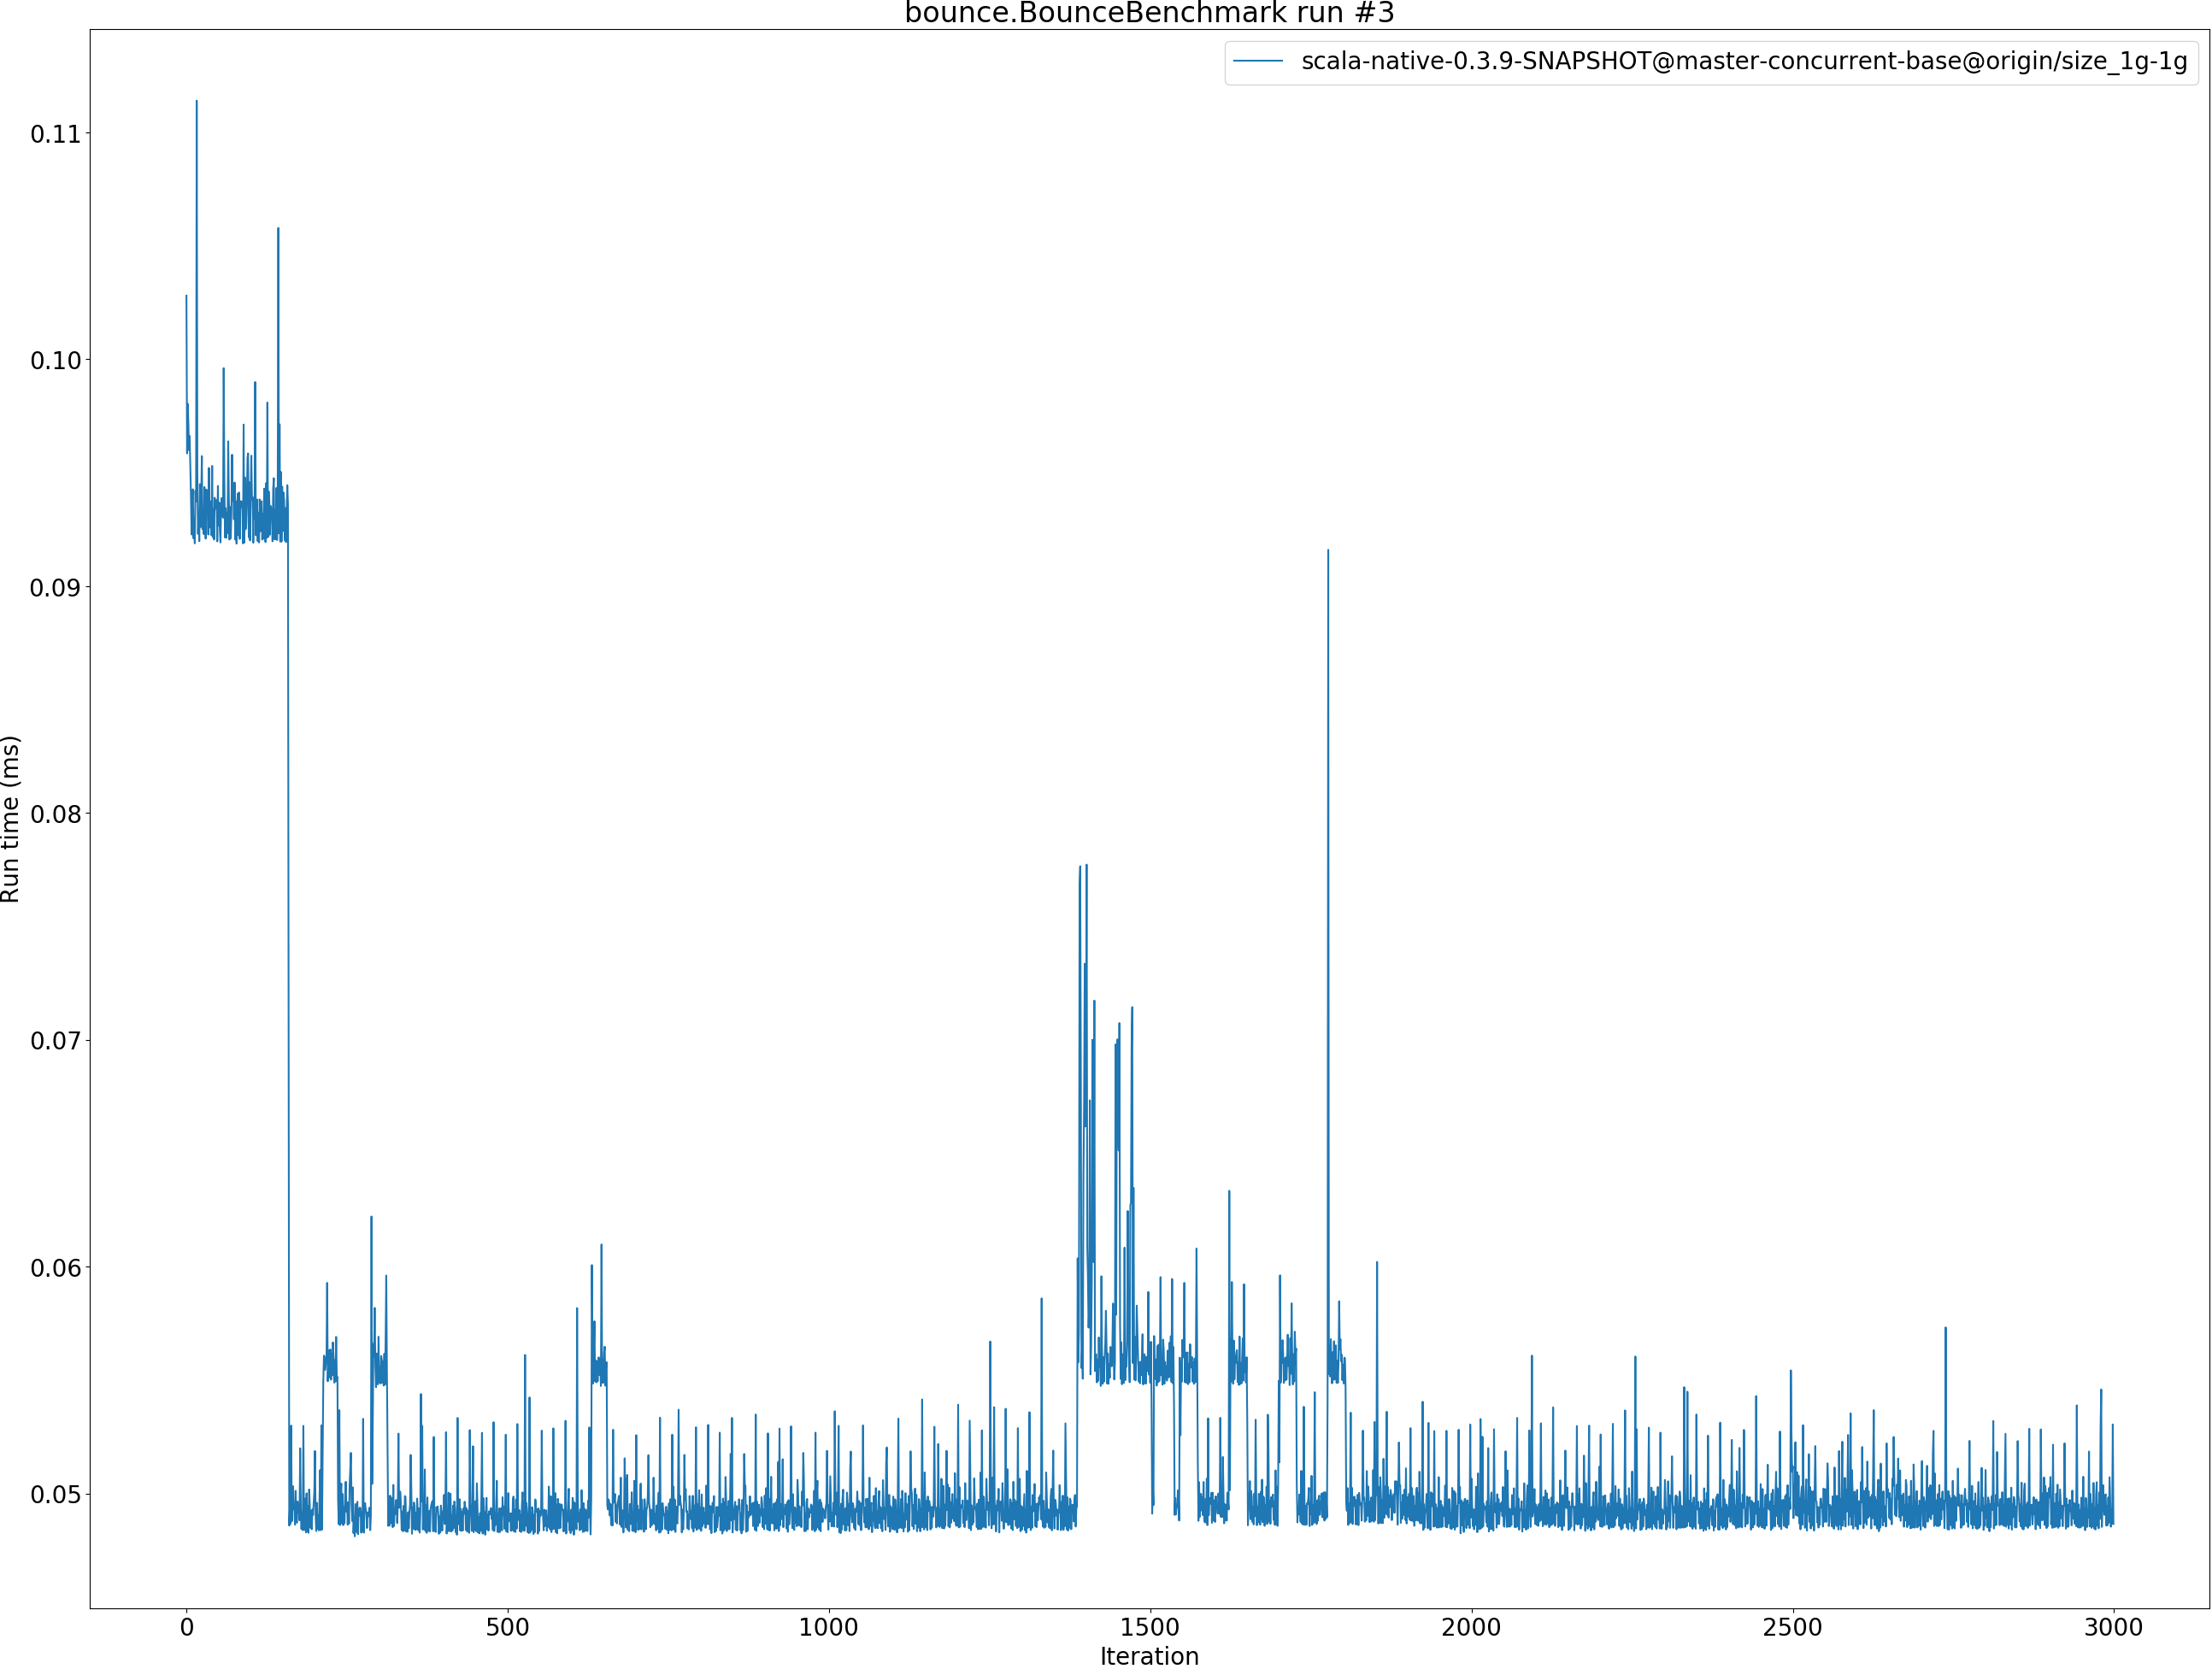 bounce.BounceBenchmark run #3
scala-native-0.3.9-SNAPSHOT@master-concurrent-base@origin/size_1g-1g
Run time (ms)
0.11
0.10
0.09
0.08
0.07
0.06
0.05
0 500 1000 1500 2000 2500 3000
Iteration